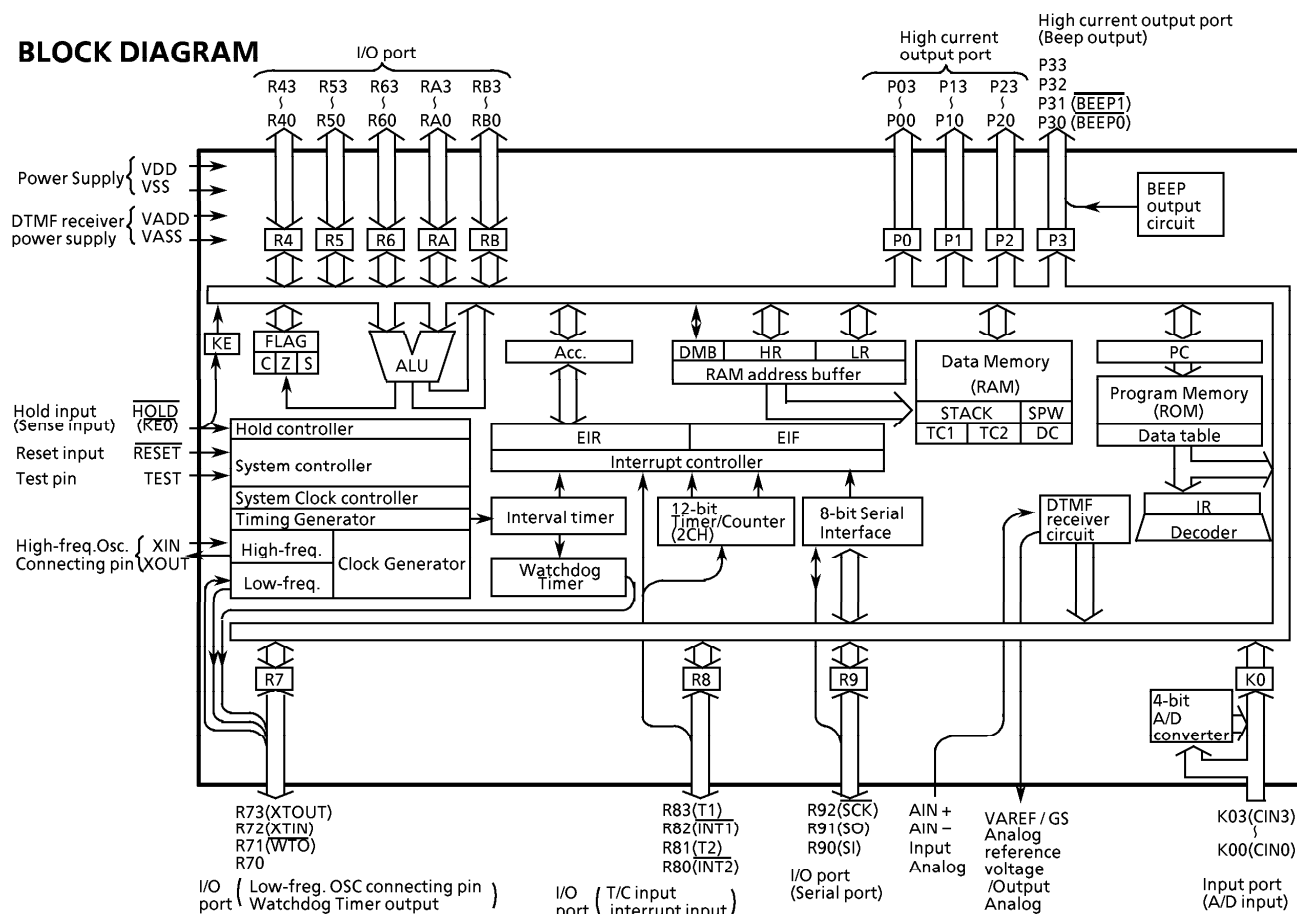 BLOCK DIAGRAM
I/O port
High current
output port
High current output port
(Beep output)
R43
~
R40
R53
~
R50
R63
~
R60
RA3
~
RA0
RB3
~
RB0
P03
~
P00
P13
~
P10
P23
~
P20
P33
P32
P31 (BEEP1)
P30 (BEEP0)
Power Supply { VDD
VSS
DTMF receiver
power supply { VADD
VASS
BEEP
output
circuit
R4
R5
R6
RA
RB
P0
P1
P2
P3
KE
FLAG
C Z S
ALU
Acc.
DMB HR LR
RAM address buffer
Data Memory
(RAM)
STACK SPW
TC1 TC2 DC
PC
Program Memory
(ROM)
Data table
Hold input HOLD
(Sense input) (KE0)
Reset input RESET
Test pin TEST
Hold controller
System controller
System Clock controller
Timing Generator
High-freq.
Low-freq.
Clock Generator
EIR EIF
Interrupt controller
Interval timer
Watchdog
Timer
12-bit
Timer/Counter
(2CH)
8-bit Serial
Interface
DTMF
receiver
circuit
IR
Decoder
High-freq.Osc. XIN
Connecting pin XOUT
R7
R8
R9
K0
4-bit
A/D
converter
R73(XTOUT)
R72(XTIN)
R71(WTO)
R70
I/O
port ( Low-freq. OSC connecting pin
Watchdog Timer output )
R83(T1)
R82(INT1)
R81(T2)
R80(INT2)
I/O
port ( T/C input
interrupt input )
R92(SCK)
R91(SO)
R90(SI)
I/O port
(Serial port)
AIN +
AIN –
Input
Analog
VAREF / GS
Analog
reference
voltage
/Output
Analog
K03(CIN3)
~
K00(CIN0)
Input port
(A/D input)